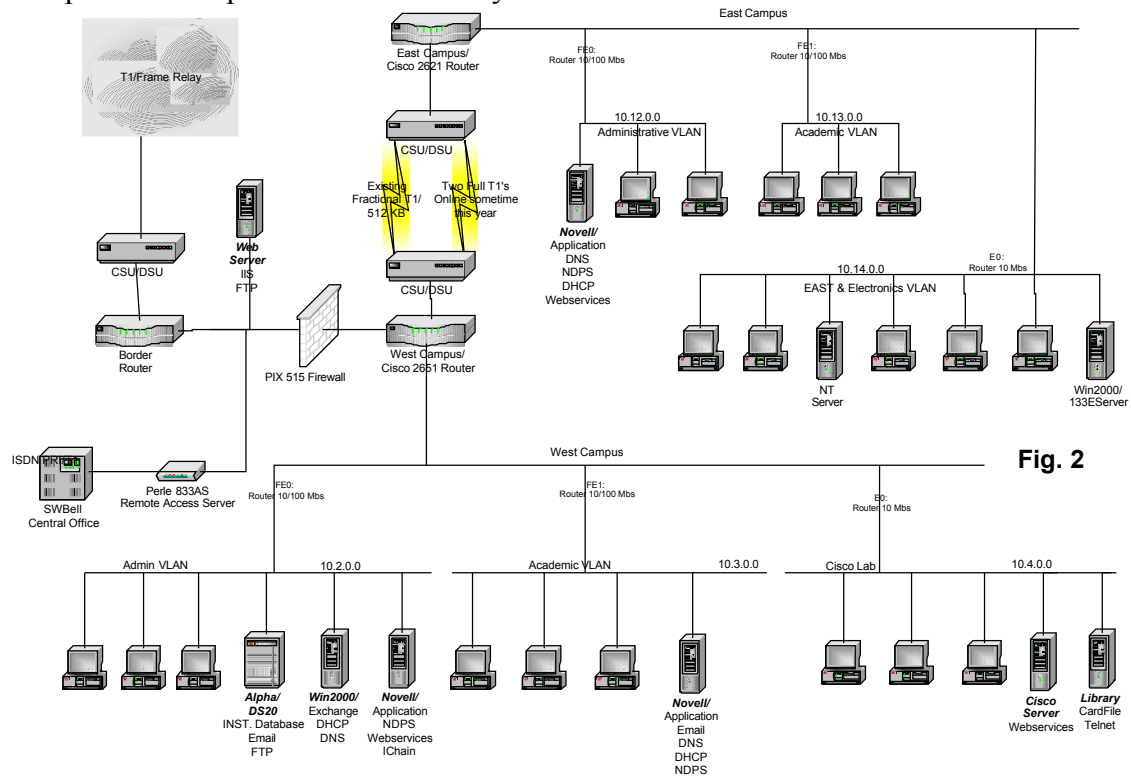 East Campus
East Campus/
Cisco 2621 Router
FE0:
Router 10/100 Mbs
FE1:
Router 10/100 Mbs
T1/Frame Relay
CSU/DSU
10.12.0.0
Administrative VLAN
10.13.0.0
Academic VLAN
Existing
Fractional T1/
512 KB
Two Full T1's
Online sometime
this year
Web
Server
IIS
FTP
Novell/
Application
DNS
NDPS
DHCP
Webservices
CSU/DSU
CSU/DSU
10.14.0.0
EAST & Electronics VLAN
E0:
Router 10 Mbs
Border
Router
PIX 515 Firewall
West Campus/
Cisco 2651 Router
NT
Server
Win2000/
133EServer
West Campus
Fig. 2
SWBell
Central Office
Perle 833AS
Remote Access Server
FE0:
Router 10/100 Mbs
FE1:
Router 10/100 Mbs
E0:
Router 10 Mbs
Admin VLAN
10.2.0.0
Academic VLAN
10.3.0.0
Cisco Lab
10.4.0.0
Alpha/
DS20
INST. Database
Email
FTP
Win2000/
Exchange
DHCP
DNS
Novell/
Application
NDPS
Webservices
IChain
Novell/
Application
Email
DNS
DHCP
NDPS
Cisco
Server
Webservices
Library
CardFile
Telnet